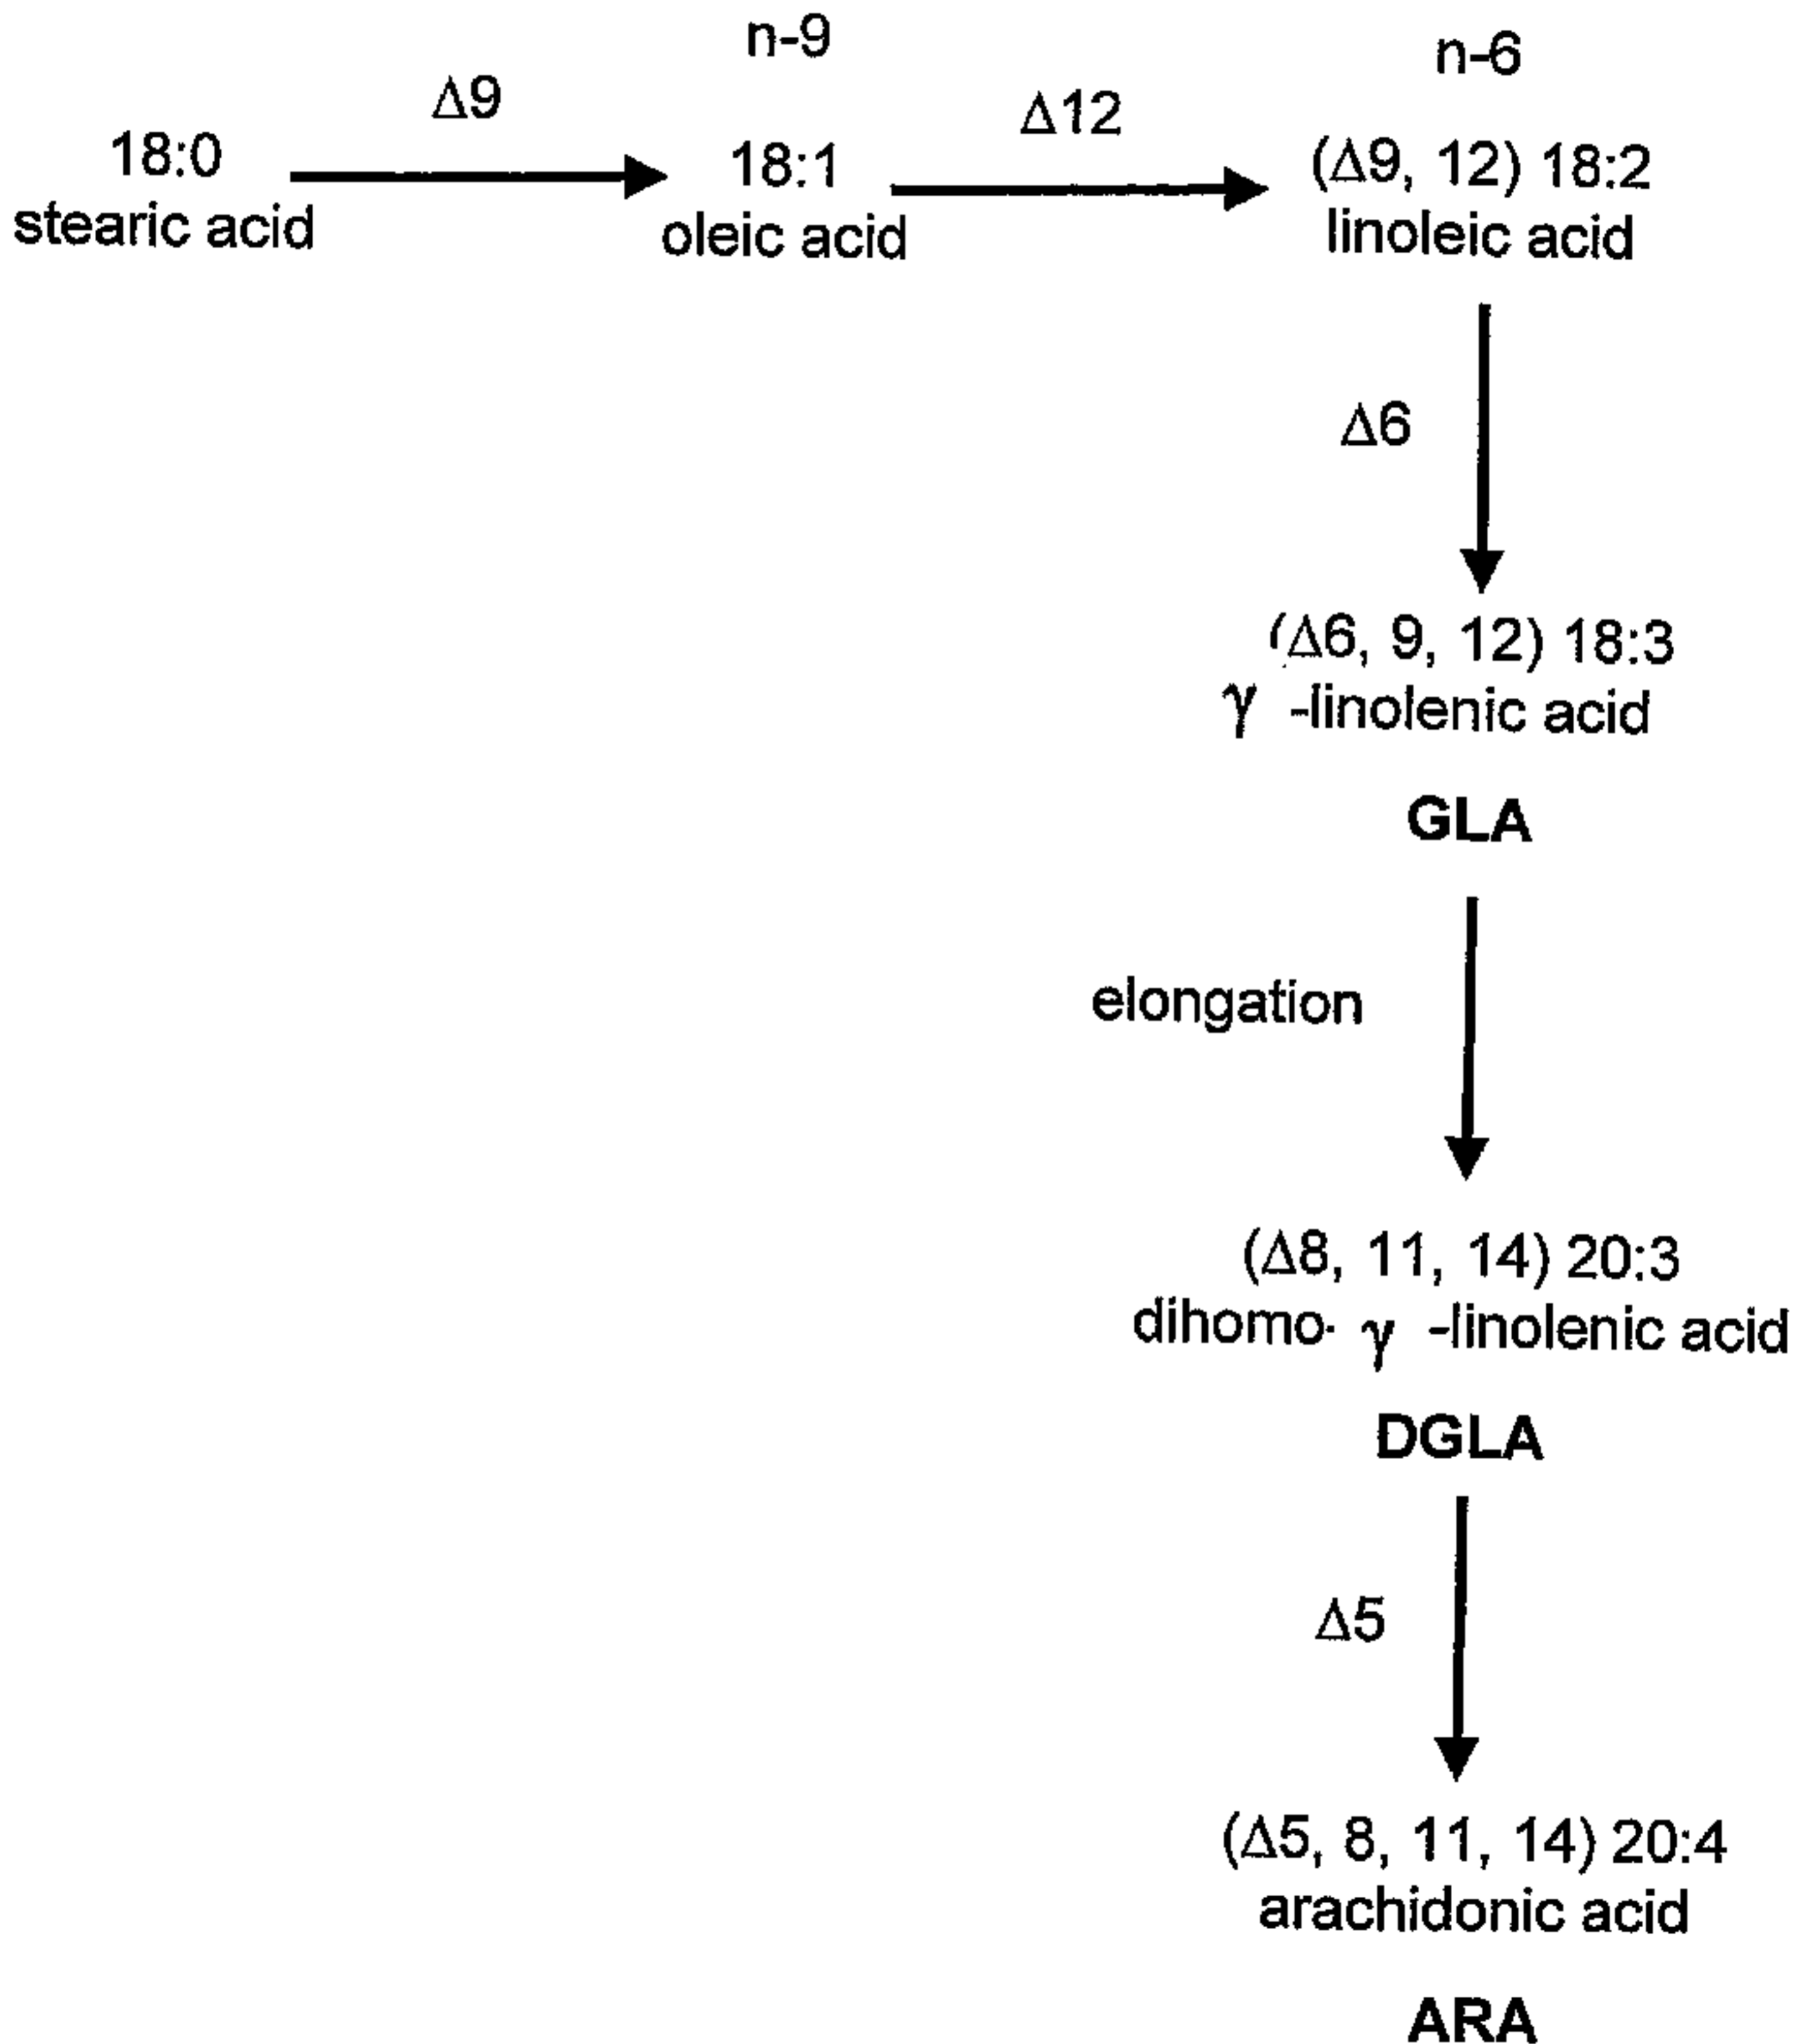 n-9
n-6
Δ9
Δ12
18:0
stearic acid
18:1
oleic acid
(Δ9, 12) 18:2
linoleic acid
Δ6
(Δ6, 9, 12) 18:3
γ -linolenic acid
GLA
elongation
(Δ8, 11, 14) 20:3
dihomo- γ -linolenic acid
DGLA
Δ5
(Δ5, 8, 11, 14) 20:4
arachidonic acid
ARA